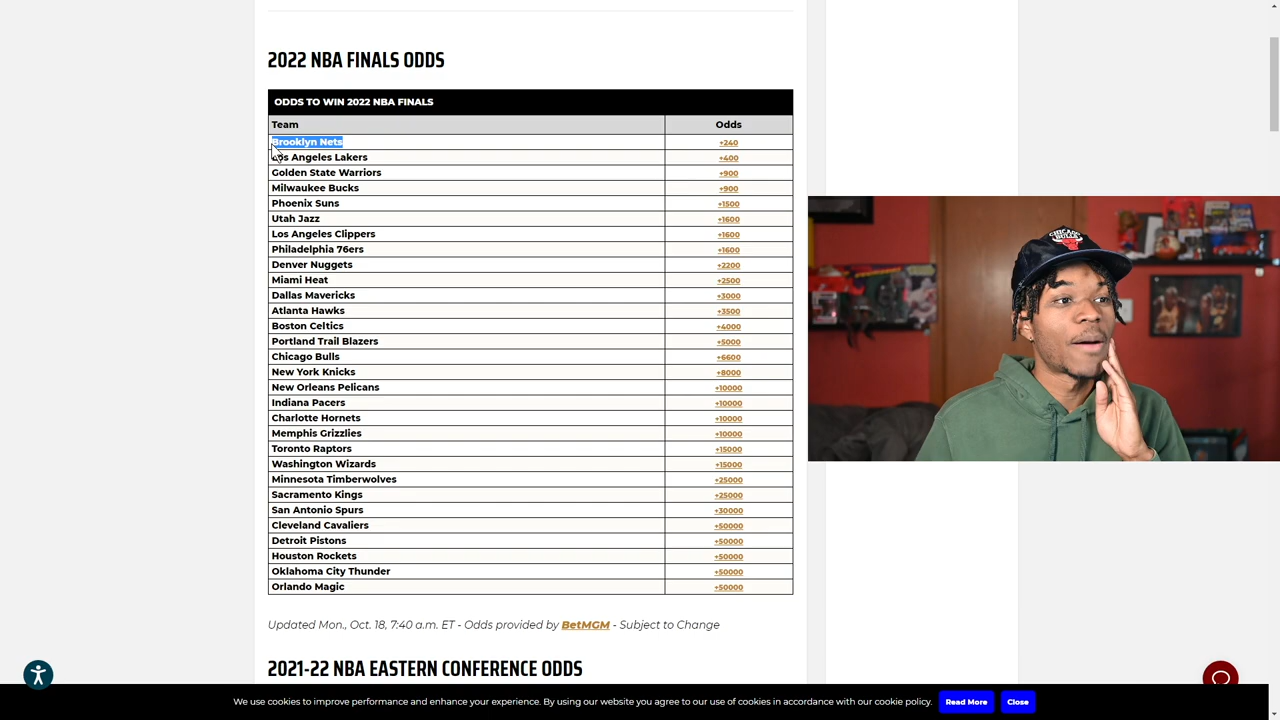 2022 NBA FINALS ODDS
ODDS TO WIN 2022 NBA FINALS
Team Odds
Brooklyn Nets +240
Los Angeles Lakers +400
Golden State Warriors +900
Milwaukee Bucks +900
Phoenix Suns +1500
Utah Jazz +1600
Los Angeles Clippers +1600
Philadelphia 76ers +1600
Denver Nuggets +2200
Miami Heat +2500
Dallas Mavericks +3000
Atlanta Hawks +3500
Boston Celtics +4000
Portland Trail Blazers +5000
Chicago Bulls +6600
New York Knicks +8000
New Orleans Pelicans +10000
Indiana Pacers +10000
Charlotte Hornets +10000
Memphis Grizzlies +10000
Toronto Raptors +15000
Washington Wizards +15000
Minnesota Timberwolves +25000
Sacramento Kings +25000
San Antonio Spurs +30000
Cleveland Cavaliers +50000
Detroit Pistons +50000
Houston Rockets +50000
Oklahoma City Thunder +50000
Orlando Magic +50000
Updated Mon., Oct. 18, 7:40 a.m. ET - Odds provided by BetMGM - Subject to Change
2021-22 NBA EASTERN CONFERENCE ODDS
We use cookies to improve performance and enhance your experience. By using our website you agree to our use of cookies in accordance with our cookie policy. Read More Close
CHICAGO
BULLS